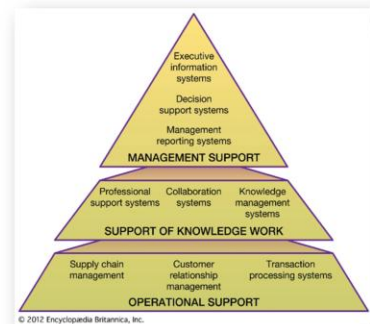 Executive
information
systems
Decision
support systems
Management
reporting systems
MANAGEMENT SUPPORT
Professional
support systems
Collaboration
systems
Knowledge
management
systems
SUPPORT OF KNOWLEDGE WORK
Supply chain
management
Customer
relationship
management
Transaction
processing systems
OPERATIONAL SUPPORT
© 2012 Encyclopædia Britannica, Inc.